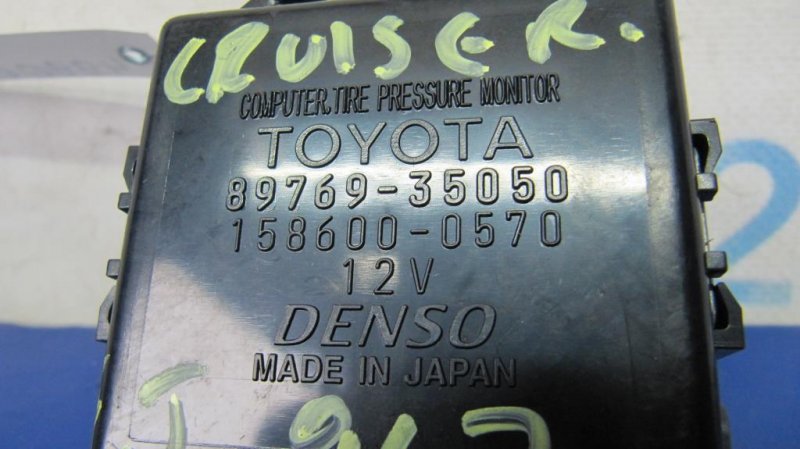 CRUISER.
COMPUTER, TIRE PRESSURE MONITOR
TOYOTA
89769-35050
158600-0570
12V
DENSO
MADE IN JAPAN